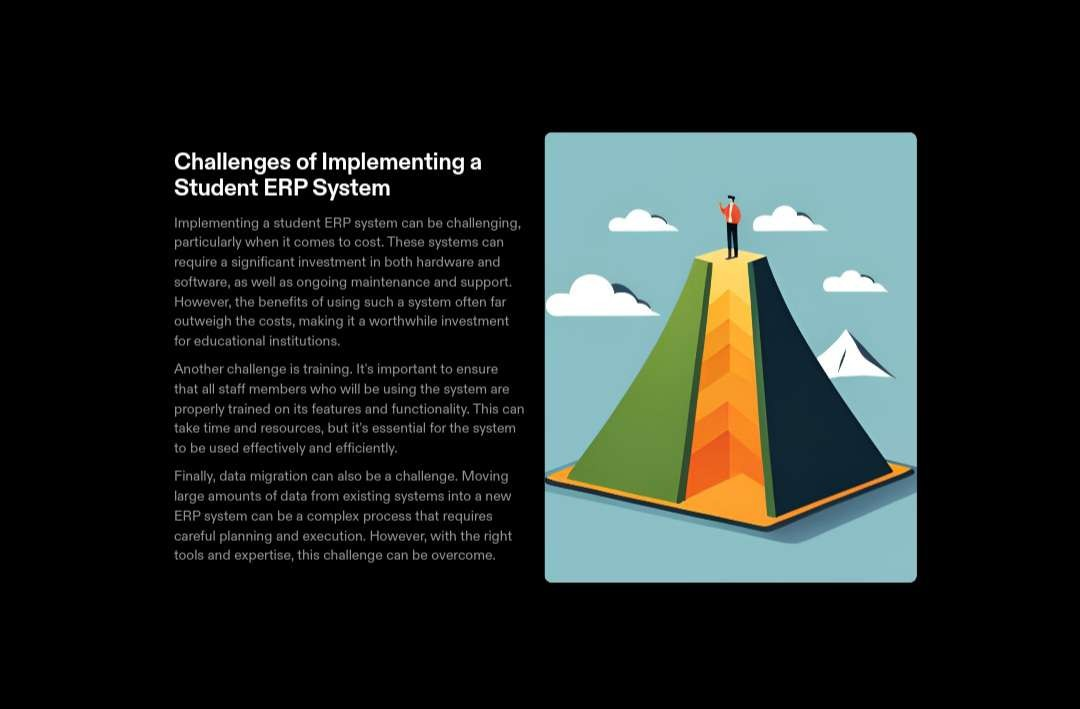 Challenges of Implementing a
Student ERP System
Implementing a student ERP system can be challenging,
particularly when it comes to cost. These systems can
require a significant investment in both hardware and
software, as well as ongoing maintenance and support.
However, the benefits of using such a system often far
outweigh the costs, making it a worthwhile investment
for educational institutions.
Another challenge is training. It's important to ensure
that all staff members who will be using the system are
properly trained on its features and functionality. This can
take time and resources, but it's essential for the system
to be used effectively and efficiently.
Finally, data migration can also be a challenge. Moving
large amounts of data from existing systems into a new
ERP system can be a complex process that requires
careful planning and execution. However, with the right
tools and expertise, this challenge can be overcome.